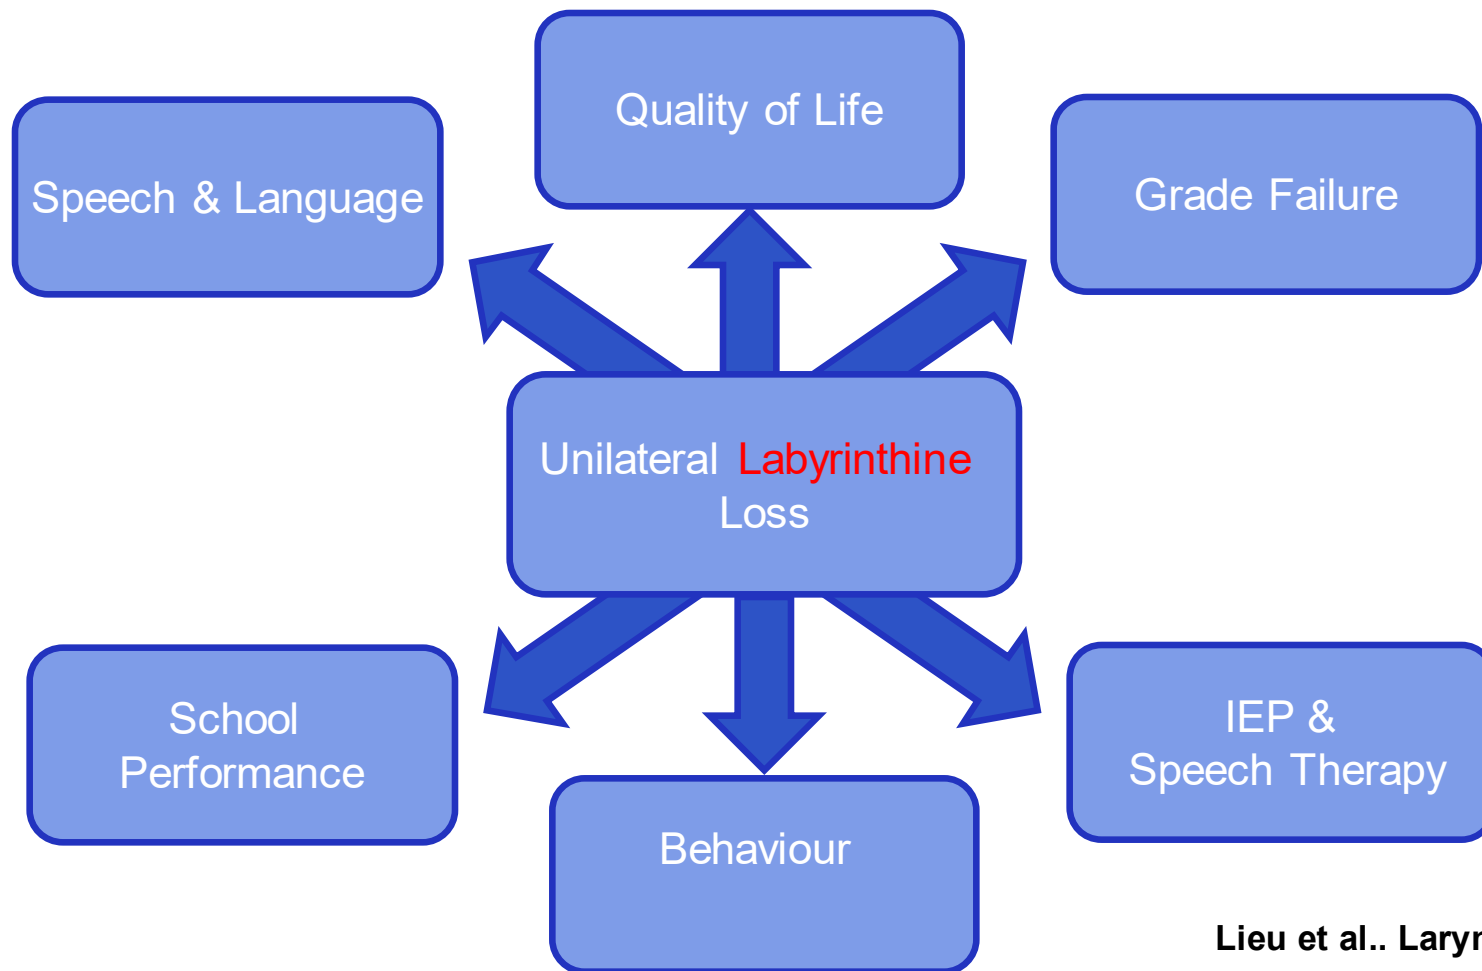 Quality of Life
Speech & Language
Grade Failure
Unilateral Labyrinthine
Loss
School
Performance
IEP &
Speech Therapy
Behaviour
Lieu et al..